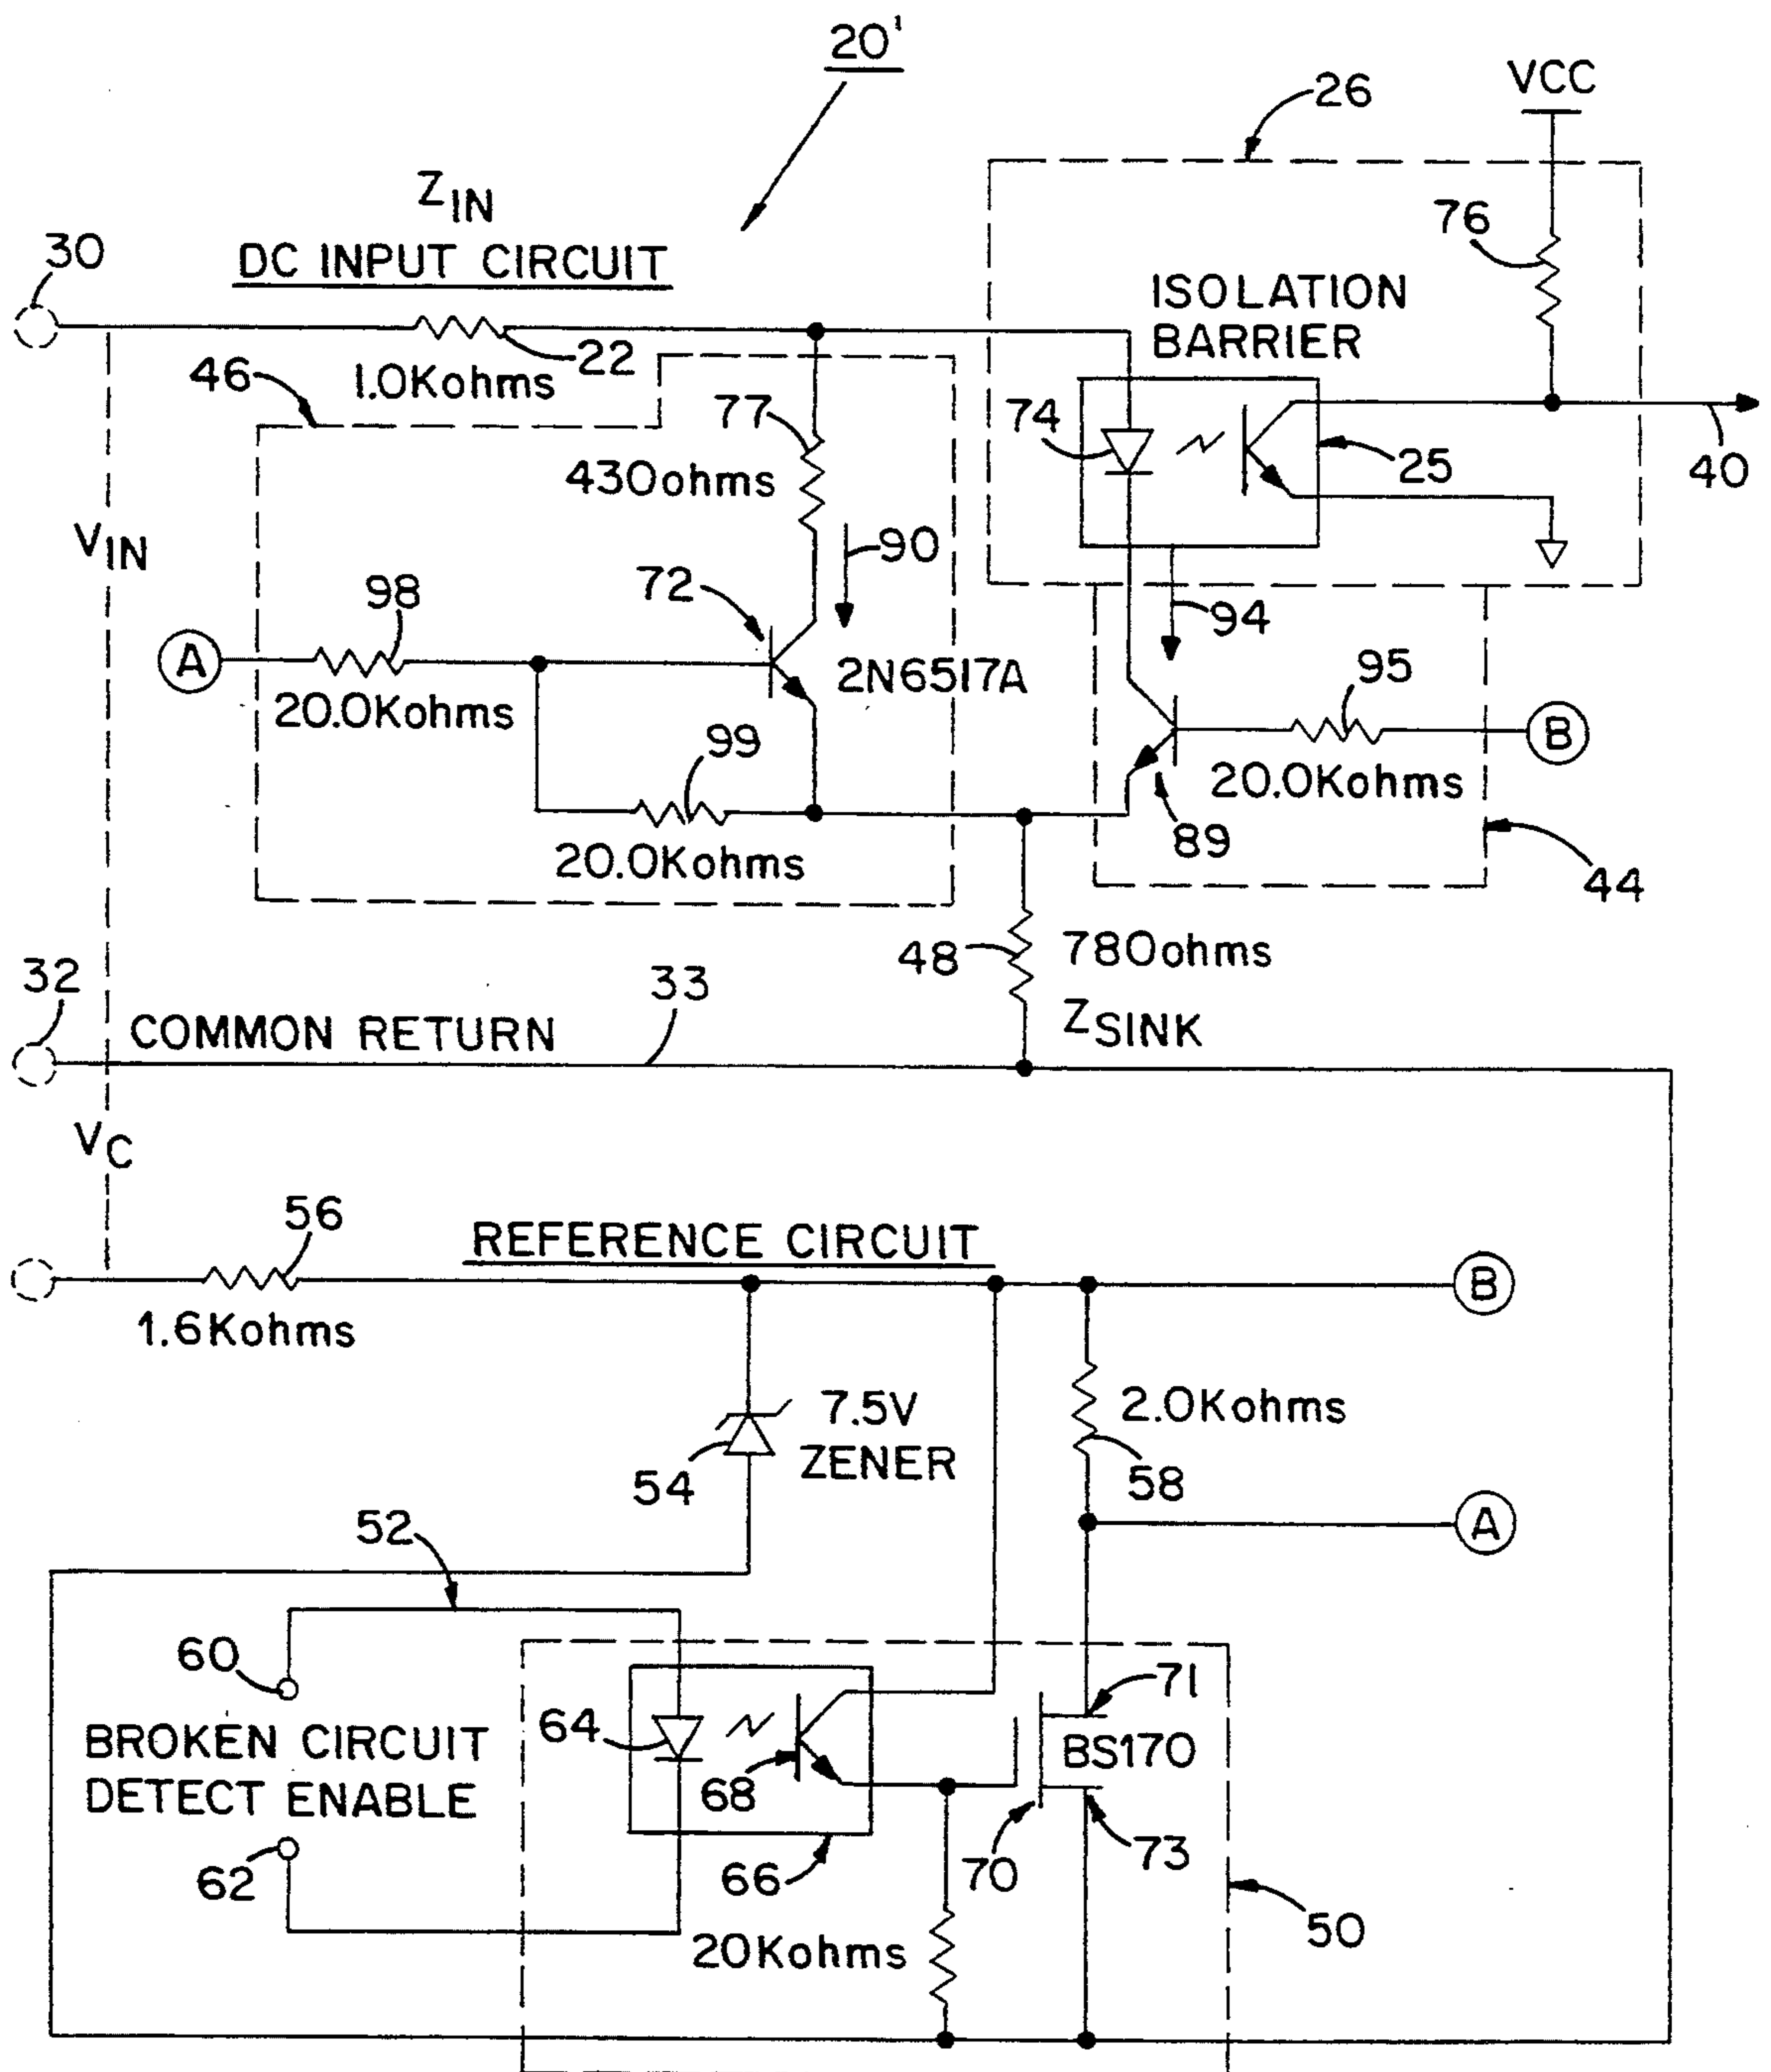 20'
26
VCC
ZIN
76
30
DC INPUT CIRCUIT
ISOLATION
BARRIER
22
46
1.0Kohms
77
74
430ohms
25
40
VIN
90
98
72
94
A
2N6517A
95
20.0Kohms
B
99
20.0Kohms
20.0Kohms
89
44
48
780ohms
32
33
COMMON RETURN
ZSINK
VC
56
REFERENCE CIRCUIT
B
1.6Kohms
7.5V
ZENER
2.0Kohms
54
58
52
A
60
71
64
BROKEN CIRCUIT
DETECT ENABLE
BS170
68
62
66
70
73
50
20Kohms